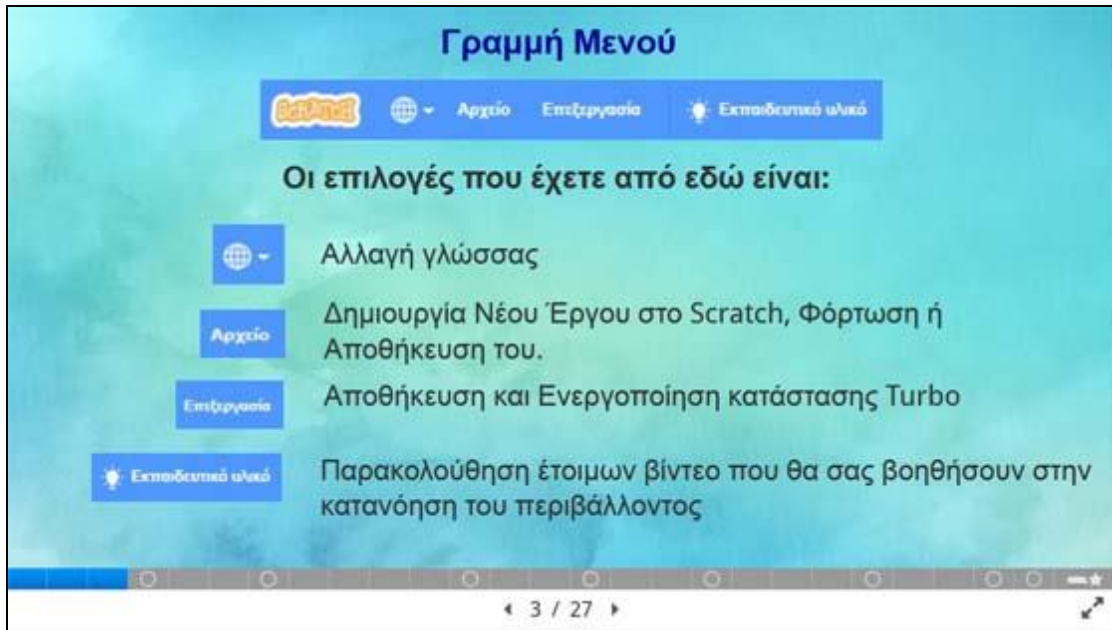 Γραμμή Μενού
SCRATCH Αρχείο Επεξεργασία Εκπαιδευτικό υλικό
Οι επιλογές που έχετε από εδώ είναι:
Αλλαγή γλώσσας
Αρχείο
Δημιουργία Νέου Έργου στο Scratch, Φόρτωση ή
Αποθήκευση του.
Επεξεργασία
Αποθήκευση και Ενεργοποίηση κατάστασης Turbo
Εκπαιδευτικό υλικό
Παρακολούθηση έτοιμων βίντεο που θα σας βοηθήσουν στην
κατανόηση του περιβάλλοντος
3 / 27